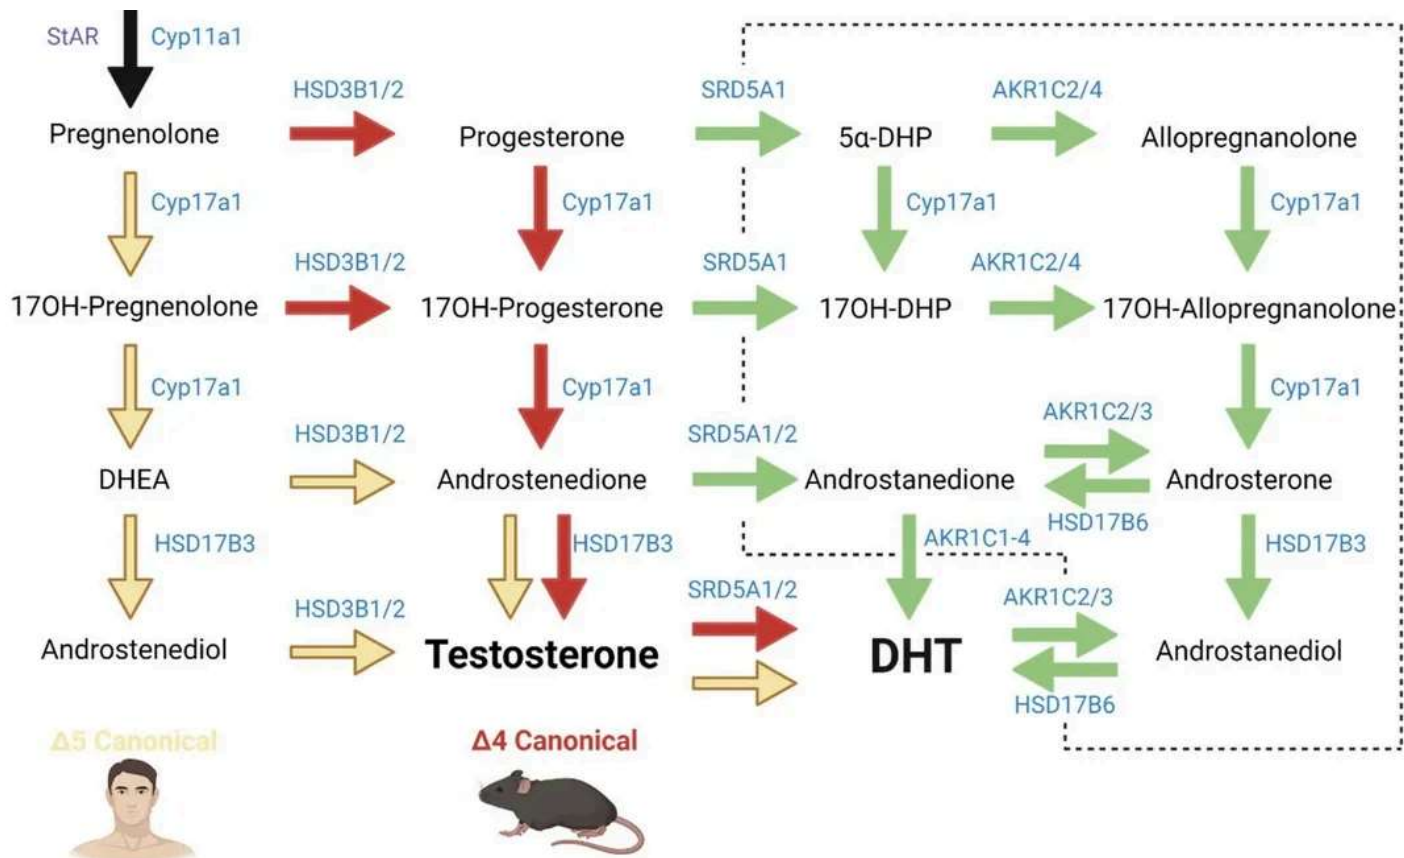 StAR Cyp11a1
HSD3B1/2 SRD5A1 AKR1C2/4
Pregnenolone Progesterone 5α-DHP Allopregnanolone
Cyp17a1 Cyp17a1 Cyp17a1 Cyp17a1
HSD3B1/2 SRD5A1 AKR1C2/4
17OH-Pregnenolone 17OH-Progesterone 17OH-DHP 17OH-Allopregnanolone
Cyp17a1 Cyp17a1 Cyp17a1
AKR1C2/3
HSD3B1/2 SRD5A1/2
DHEA Androstenedione Androstanedione Androsterone
HSD17B6
HSD17B3 HSD17B3 AKR1C1-4 HSD17B3
HSD3B1/2 SRD5A1/2 AKR1C2/3
Androstenediol Testosterone DHT Androstanediol
HSD17B6
Δ5 Canonical Δ4 Canonical